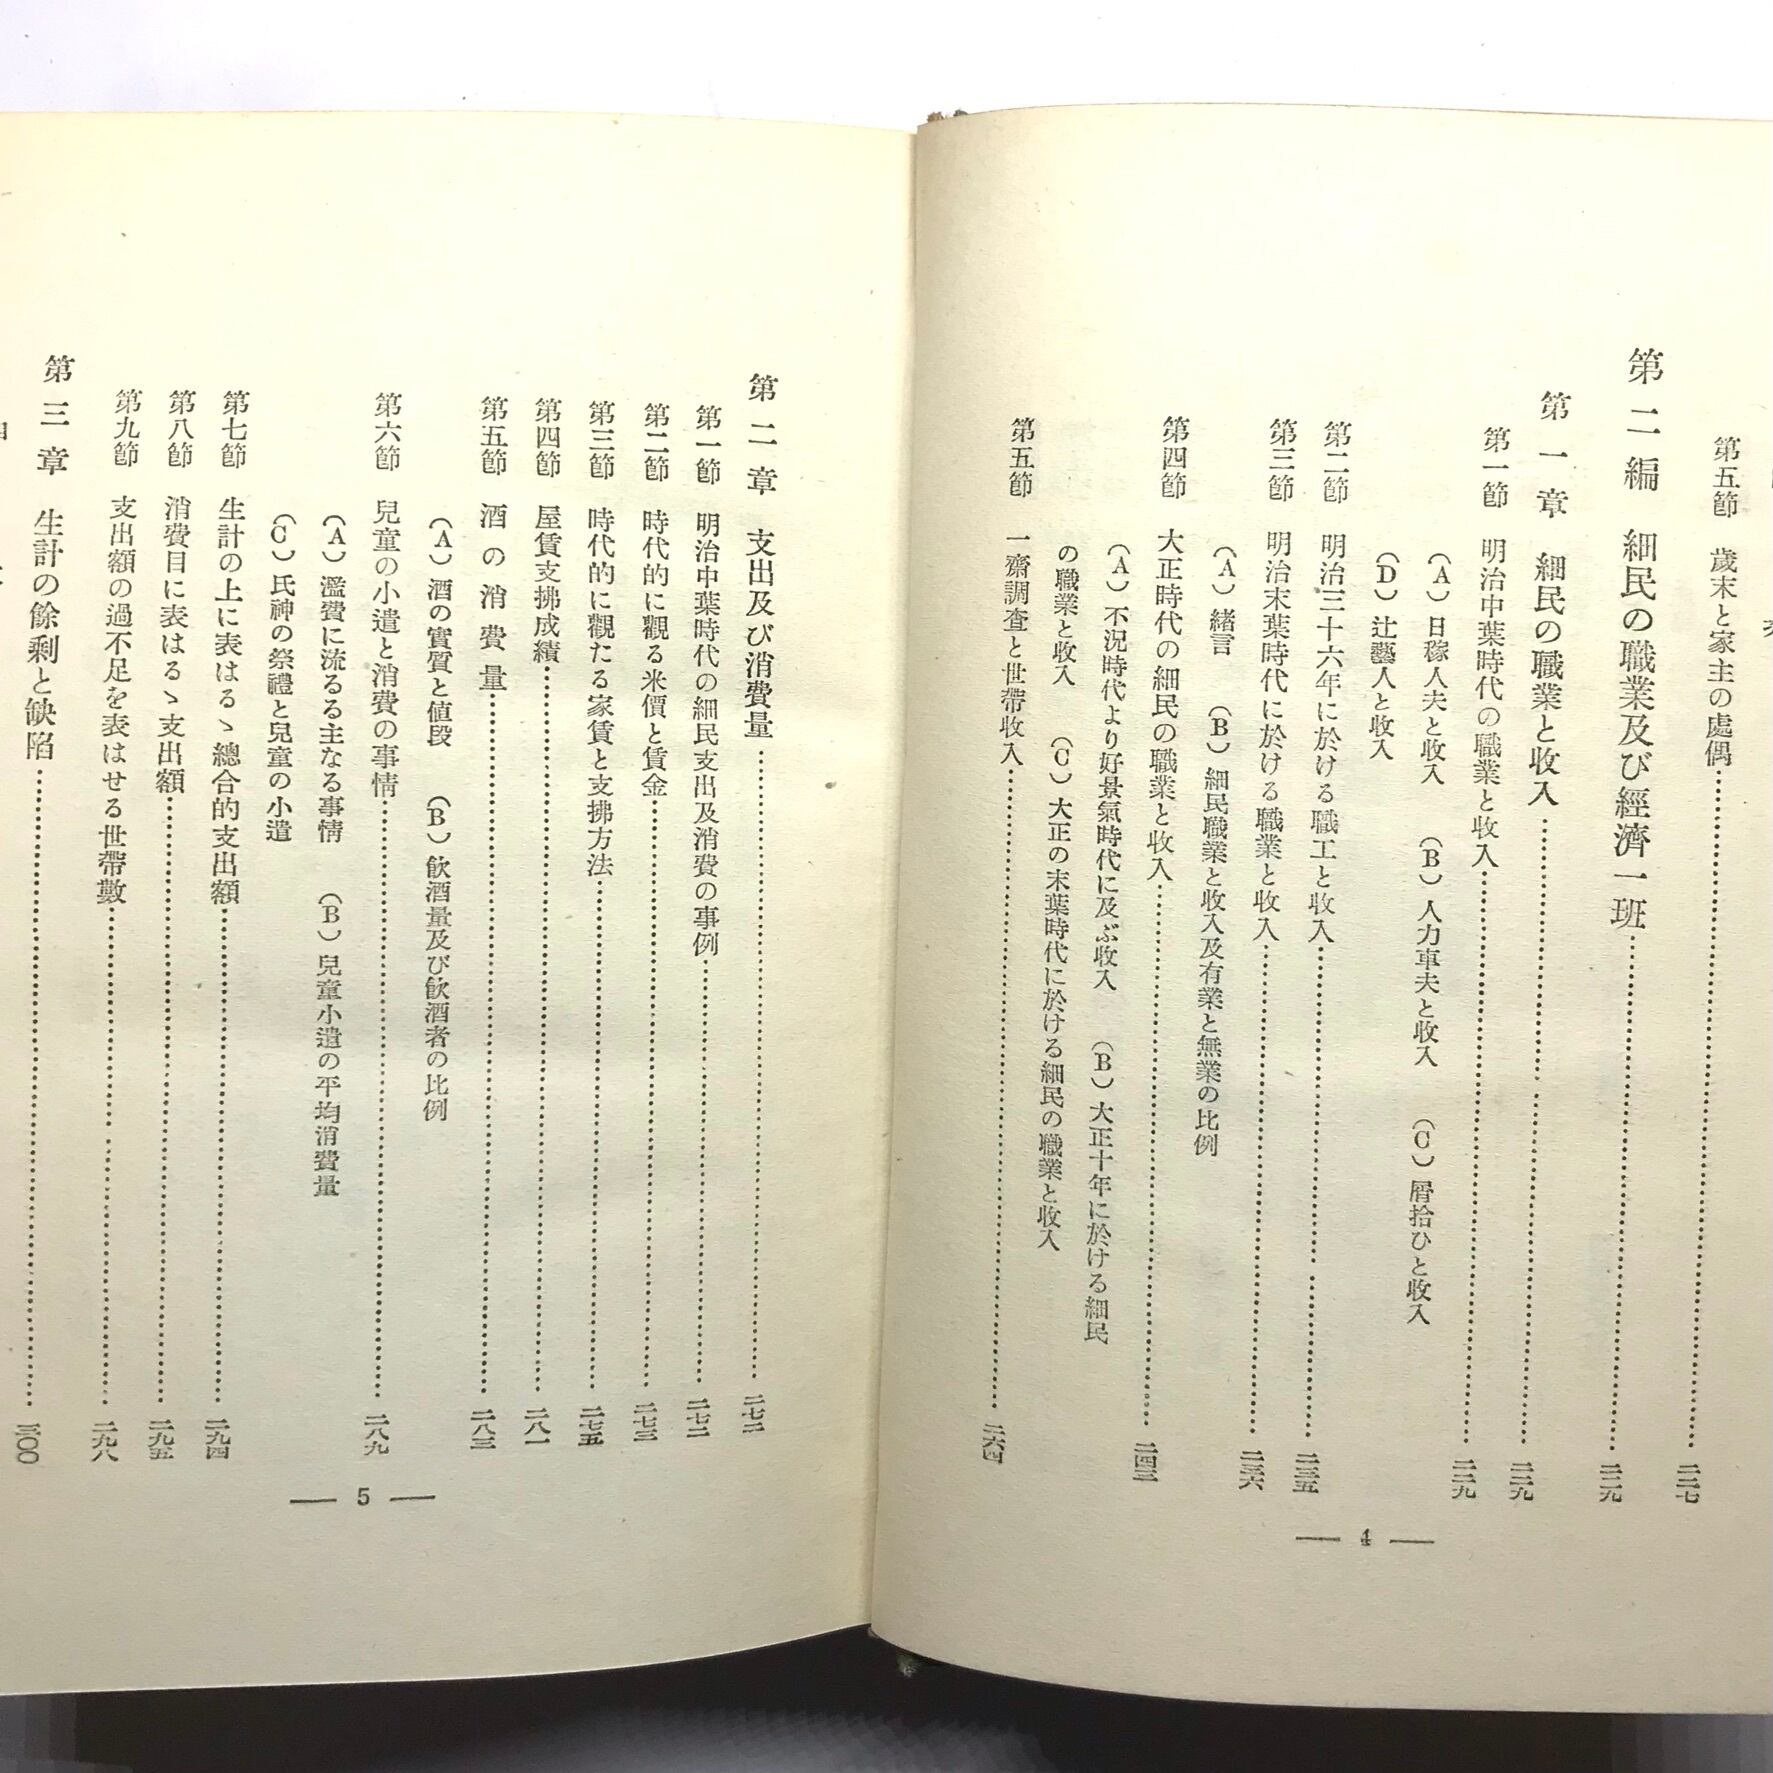 第五節　歲末と家主の處偶……二二七
第二編　細民の職業及び經濟一班……二二九
第一章　細民の職業と收入……二二九
第一節　明治中葉時代の職業と收入……二二九
（A）日稼人夫と收入　（B）人力車夫と收入　（C）屑拾ひと收入
（D）辻藝人と收入
第二節　明治三十六年に於ける職工と收入……二三五
第三節　明治末葉時代に於ける職業と收入……二三六
（A）緒言　（B）細民職業と收入及有業と無業の比例
第四節　大正時代の細民の職業と收入……二四三
（A）不況時代より好景氣時代に及ぶ收入　（B）大正十年に於ける細民
の職業と收入　（C）大正の末葉時代に於ける細民の職業と收入
第五節　一齋調査と世帶收入……二六四
— 4 —
第二章　支出及び消費量……二七二
第一節　明治中葉時代の細民支出及消費の事例……二七二
第二節　時代的に觀る米價と賃金……二七三
第三節　時代的に觀たる家賃と支拂方法……二七五
第四節　屋賃支拂成績……二八一
第五節　酒の消費量……二八三
（A）酒の實質と値段　（B）飮酒量及び飮酒者の比例
第六節　兒童の小遣と消費の事情……二八九
（A）濫費に流るる主なる事情　（B）兒童小遣の平均消費量
（C）氏神の祭禮と兒童の小遣
第七節　生計の上に表はるゝ總合的支出額……二九四
第八節　消費目に表はるゝ支出額……二九五
第九節　支出額の過不足を表はせる世帶數……二九八
第三章　生計の餘剩と缺陷……三〇〇
— 5 —